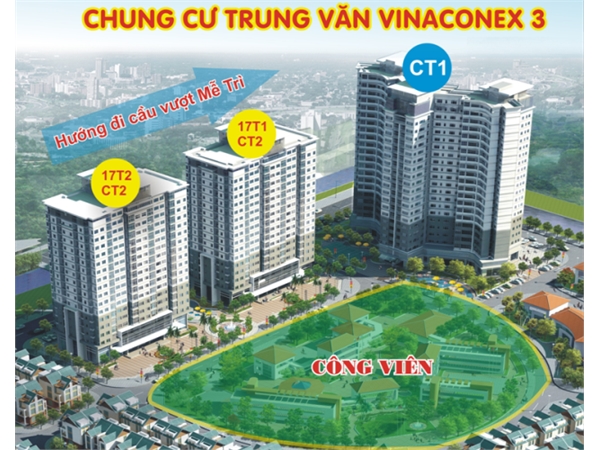 CHUNG CƯ TRUNG VĂN VINACONEX 3
CT1
Hướng đi cầu vượt Mễ Trì
17T1
CT2
17T2
CT2
CÔNG VIÊN